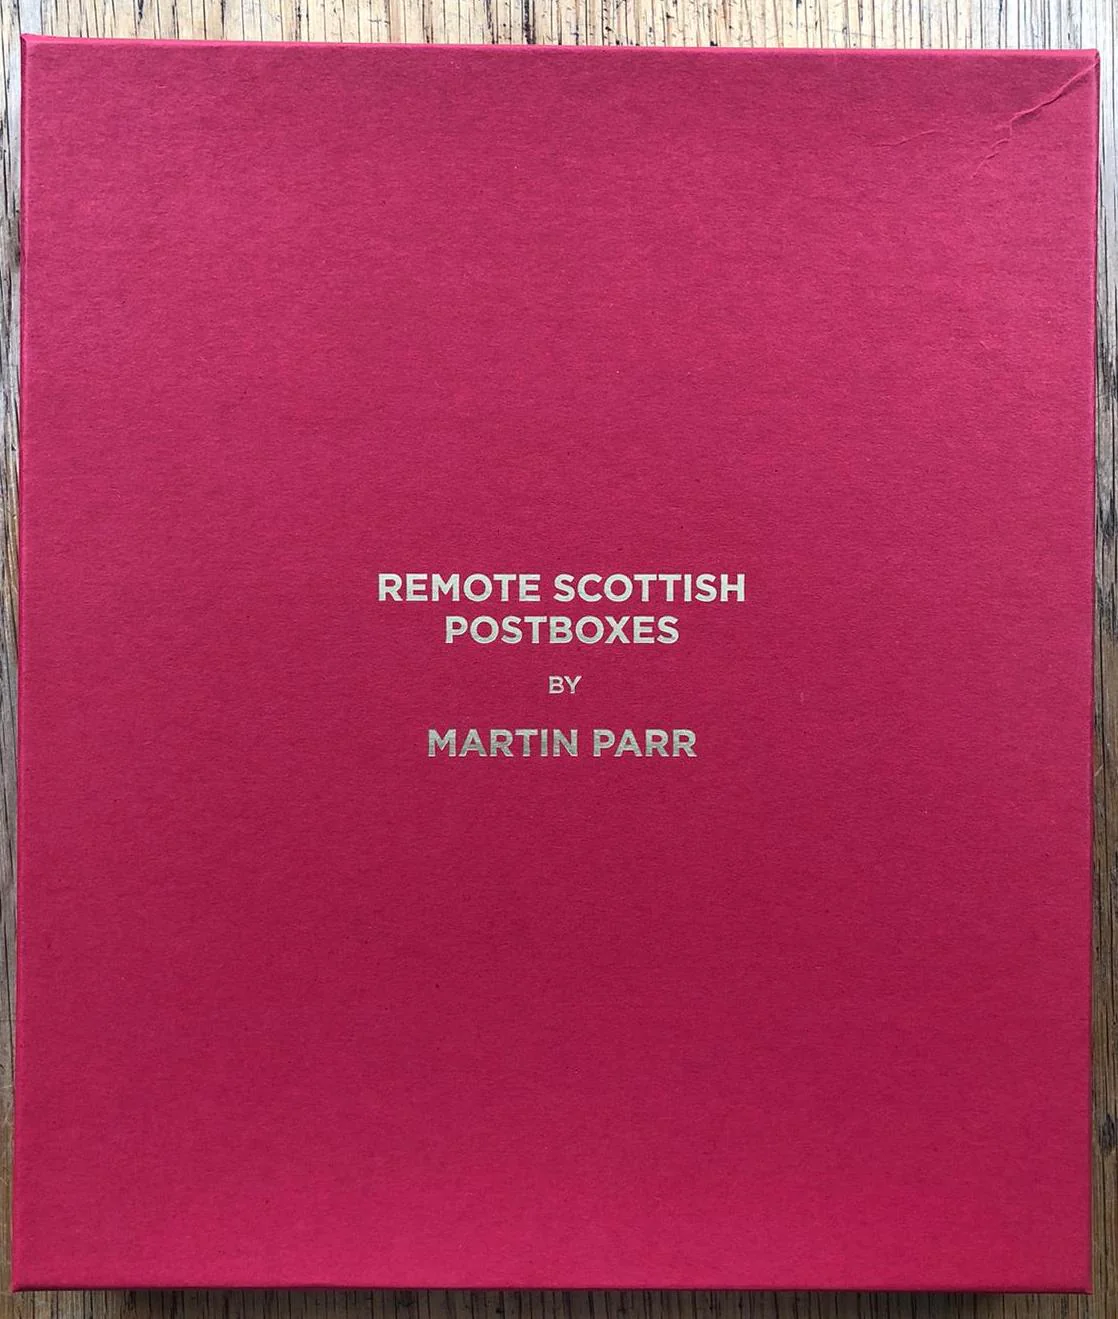 REMOTE SCOTTISH
POSTBOXES
BY
MARTIN PARR